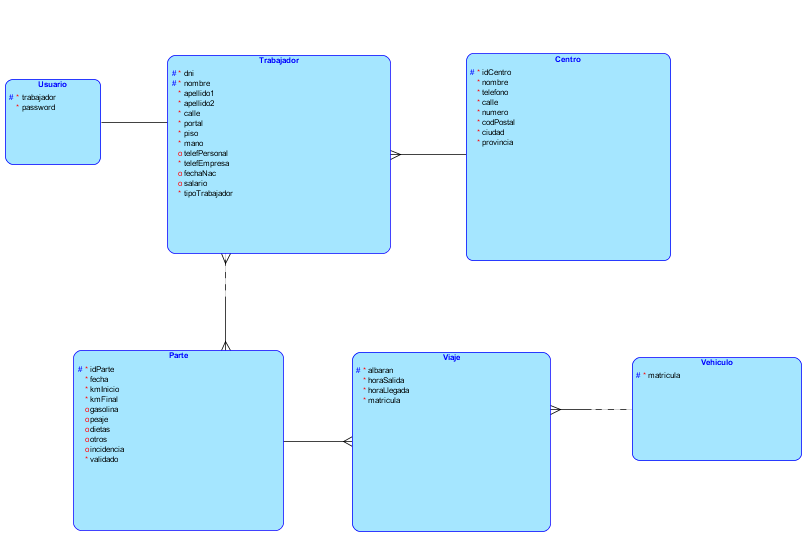 Usuario
# * trabajador
* password
Trabajador
# * dni
# * nombre
* apellido1
* apellido2
* calle
* portal
* piso
* mano
o telefPersonal
* telefEmpresa
o fechaNac
o salario
* tipoTrabajador
Centro
# * idCentro
* nombre
* telefono
* calle
* numero
* codPostal
* ciudad
* provincia
Parte
# * idParte
* fecha
* kmInicio
* kmFinal
o gasolina
o peaje
o dietas
o otros
o incidencia
* validado
Viaje
# * albaran
* horaSalida
* horaLlegada
* matricula
Vehiculo
# * matricula